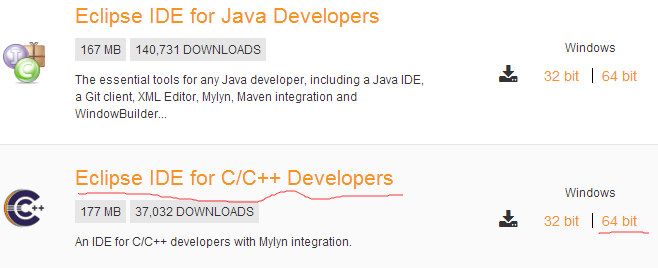 Eclipse IDE for Java Developers
167 MB 140,731 DOWNLOADS
Windows
32 bit | 64 bit
The essential tools for any Java developer, including a Java IDE,
a Git client, XML Editor, Mylyn, Maven integration and
WindowBuilder...
Eclipse IDE for C/C++ Developers
177 MB 37,032 DOWNLOADS
Windows
32 bit | 64 bit
An IDE for C/C++ developers with Mylyn integration.